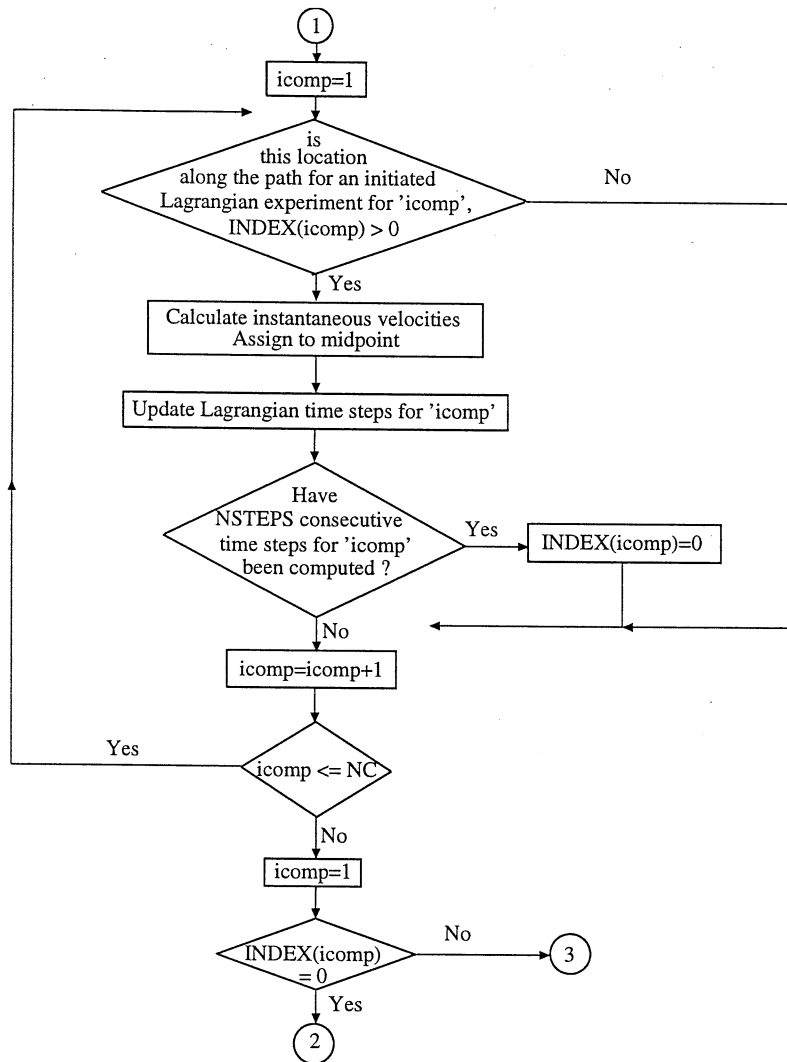 1
icomp=1
is
this location
along the path for an initiated
Lagrangian experiment for 'icomp',
INDEX(icomp) > 0
No
Yes
Calculate instantaneous velocities
Assign to midpoint
Update Lagrangian time steps for 'icomp'
Have
NSTEPS consecutive
time steps for 'icomp'
been computed ?
Yes
INDEX(icomp)=0
No
icomp=icomp+1
Yes
icomp <= NC
No
icomp=1
INDEX(icomp)
= 0
No
3
Yes
2